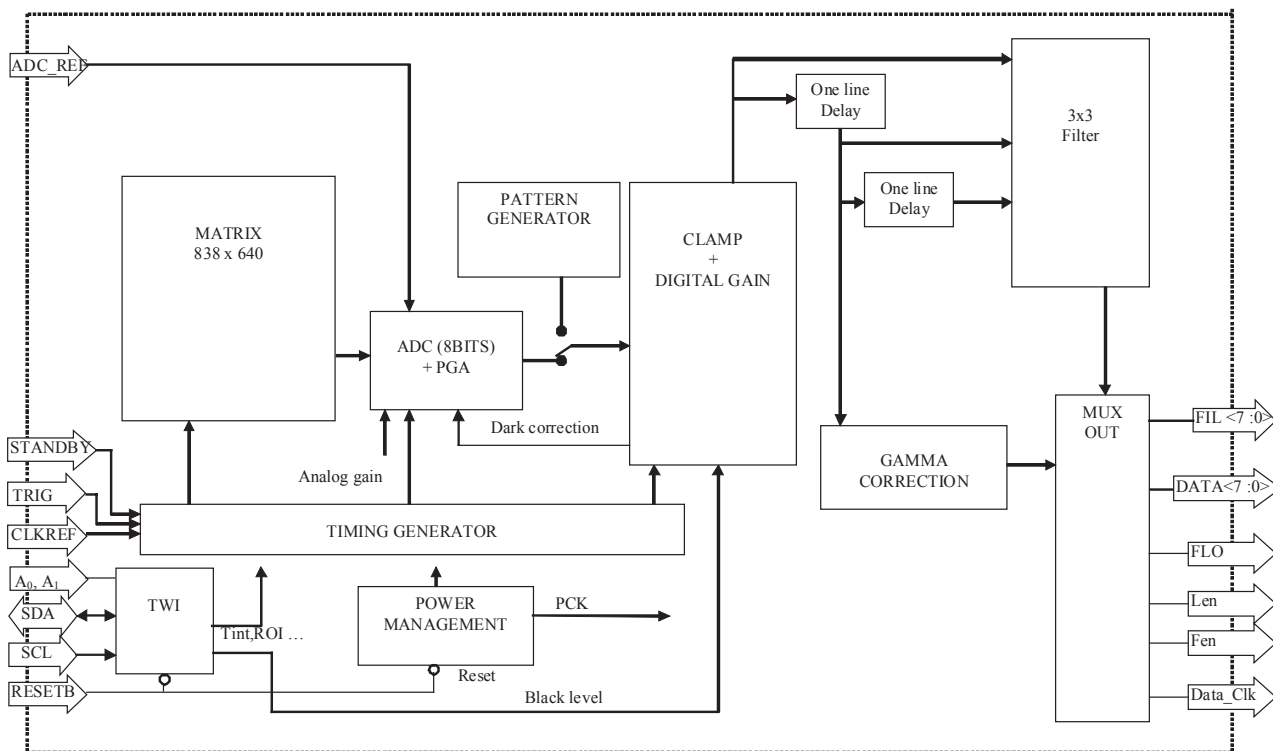 ADC_REF
One line
Delay
3x3
Filter
One line
Delay
PATTERN
GENERATOR
MATRIX
838 x 640
CLAMP
+
DIGITAL GAIN
ADC (8BITS)
+ PGA
Dark correction
Analog gain
MUX
OUT
FIL <7 :0>
GAMMA
CORRECTION
DATA<7 :0>
STANDBY
TRIG
CLKREF
TIMING GENERATOR
FLO
A0, A1
SDA
SCL
RESETB
TWI
Tint,ROI ...
POWER
MANAGEMENT
PCK
Reset
Black level
Len
Fen
Data_Clk